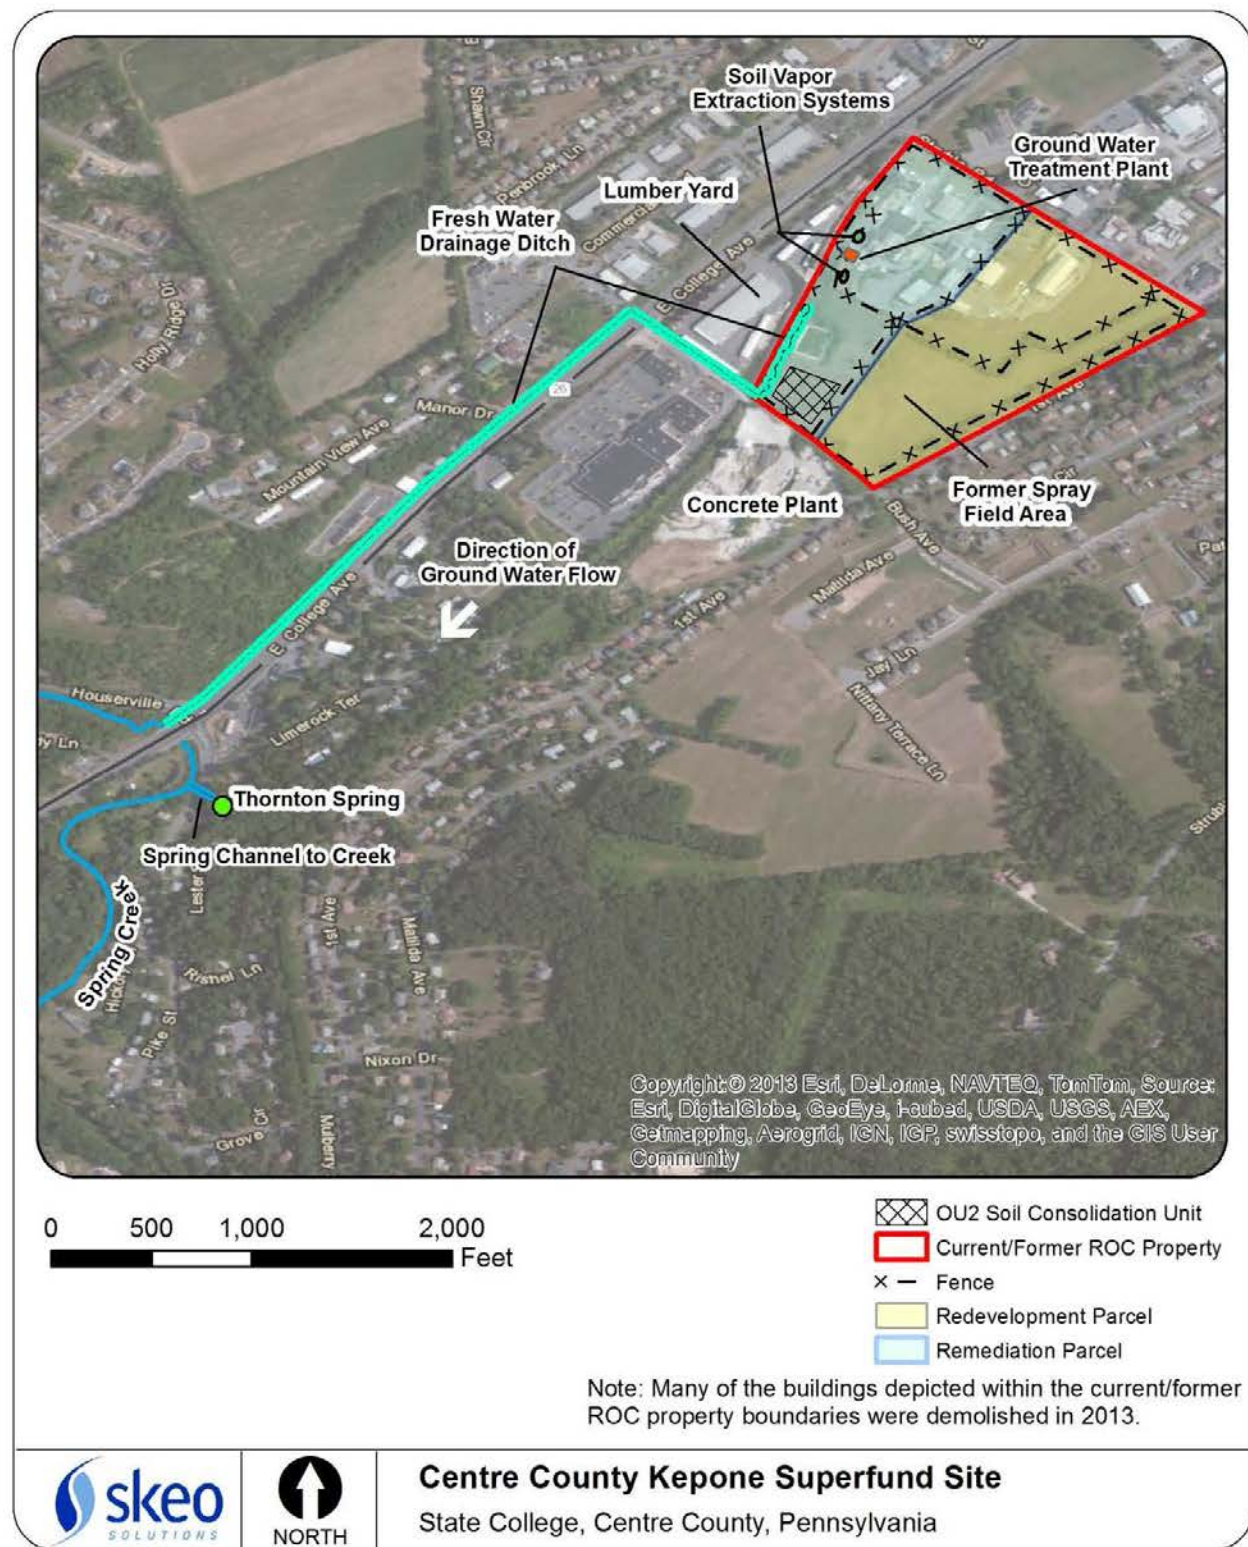 Shawn Cir
Soil Vapor
Extraction Systems
Ground Water
Treatment Plant
Penbrook Ln
Lumber Yard
Fresh Water
Drainage Ditch
E College Ave
Holly Ridge Dr
26
Manor Dr
Mountain View Ave
1st Ave
Former Spray
Field Area
Concrete Plant
Bush Ave
Direction of
Ground Water Flow
Matilda Ave
1st Ave
E College Ave
Jay Ln
Houserville
Limerock Ter
Nittany Terrace Ln
Thornton Spring
Spring Channel to Creek
Spring Creek
1st Ave
Matilda Ave
Rishel Ln
Pike St
Nixon Dr
Grove Cir
Mulberry
Copyright:© 2013 Esri, DeLorme, NAVTEQ, TomTom, Source:
Esri, DigitalGlobe, GeoEye, i-cubed, USDA, USGS, AEX,
Getmapping, Aerogrid, IGN, IGP, swisstopo, and the GIS User
Community
0 500 1,000 2,000
Feet
OU2 Soil Consolidation Unit
Current/Former ROC Property
Fence
Redevelopment Parcel
Remediation Parcel
Note: Many of the buildings depicted within the current/former
ROC property boundaries were demolished in 2013.
skeo
SOLUTIONS
NORTH
Centre County Kepone Superfund Site
State College, Centre County, Pennsylvania